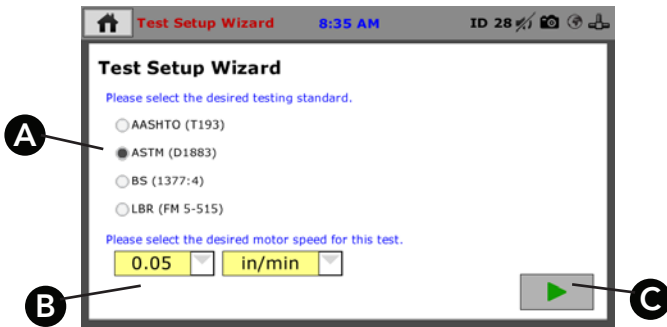 Test Setup Wizard 8:35 AM ID 28
Test Setup Wizard
Please select the desired testing standard.
AASHTO (T193)
A
ASTM (D1883)
BS (1377:4)
LBR (FM 5-515)
Please select the desired motor speed for this test.
0.05 in/min
B
C